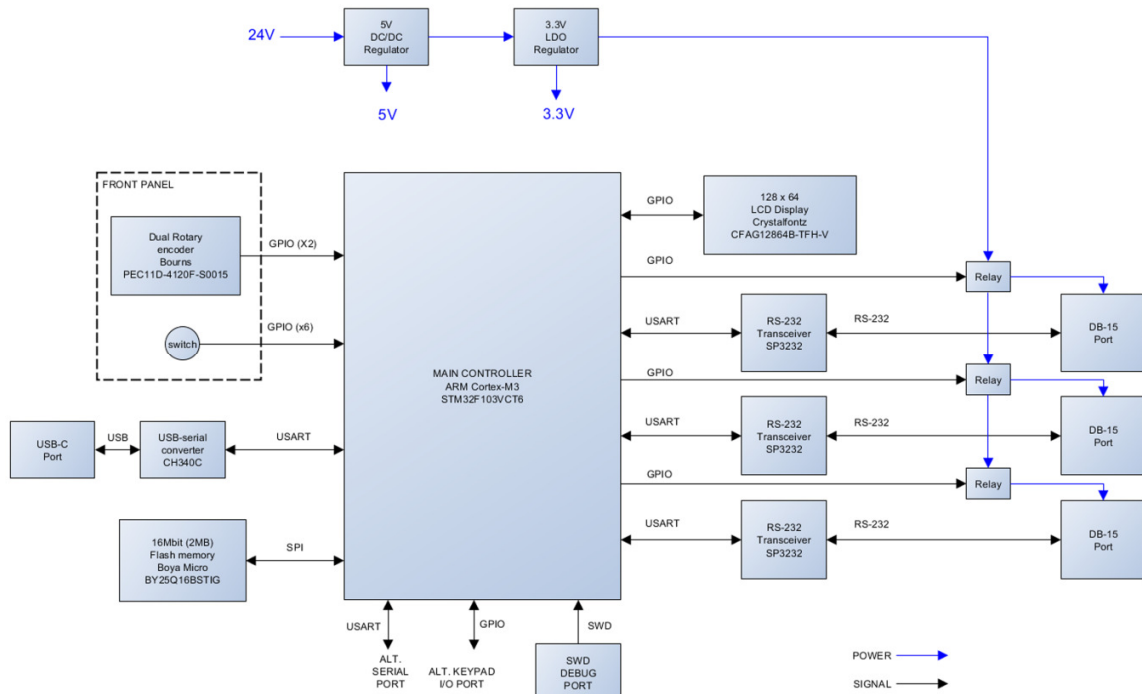 24V
5V
DC/DC
Regulator
3.3V
LDO
Regulator
5V
3.3V
FRONT PANEL
Dual Rotary
encoder
Bourns
PEC11D-4120F-S0015
GPIO (X2)
switch
GPIO (x6)
USB-C
Port
USB
USB-serial
converter
CH340C
USART
16Mbit (2MB)
Flash memory
Boya Micro
BY25Q16BSTIG
SPI
MAIN CONTROLLER
ARM Cortex-M3
STM32F103VCT6
GPIO
128 x 64
LCD Display
Crystalfontz
CFAG12864B-TFH-V
GPIO
Relay
USART
RS-232
Transceiver
SP3232
RS-232
DB-15
Port
GPIO
Relay
USART
RS-232
Transceiver
SP3232
RS-232
DB-15
Port
GPIO
Relay
USART
RS-232
Transceiver
SP3232
RS-232
DB-15
Port
USART
ALT.
SERIAL
PORT
GPIO
ALT. KEYPAD
I/O PORT
SWD
SWD
DEBUG
PORT
POWER
SIGNAL